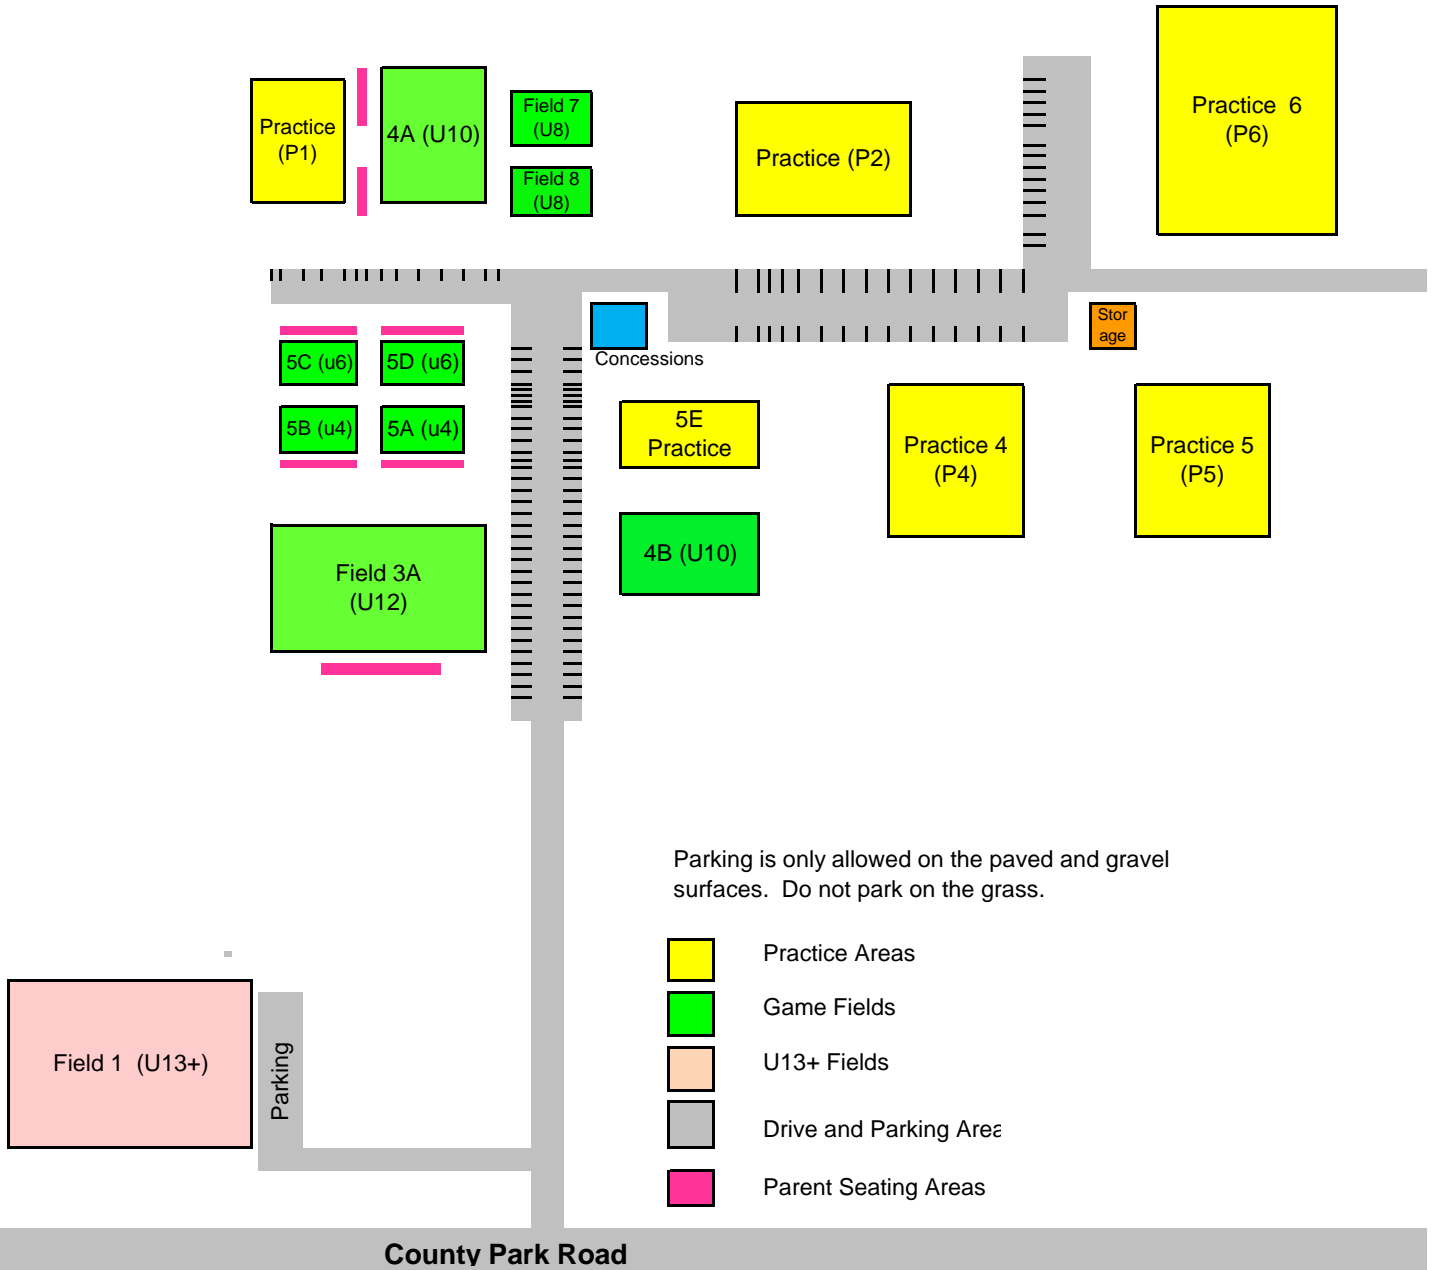 Practice
(P1)
4A (U10)
Field 7
(U8)
Field 8
(U8)
Practice (P2)
Practice  6
(P6)
Concessions
Stor
age
5C (u6)
5D (u6)
5B (u4)
5A (u4)
5E
Practice
Practice 4
(P4)
Practice 5
(P5)
4B (U10)
Field 3A
(U12)
Parking is only allowed on the paved and gravel
surfaces.  Do not park on the grass.
Practice Areas
Game Fields
U13+ Fields
Drive and Parking Area
Parent Seating Areas
Field 1  (U13+)
Parking
County Park Road